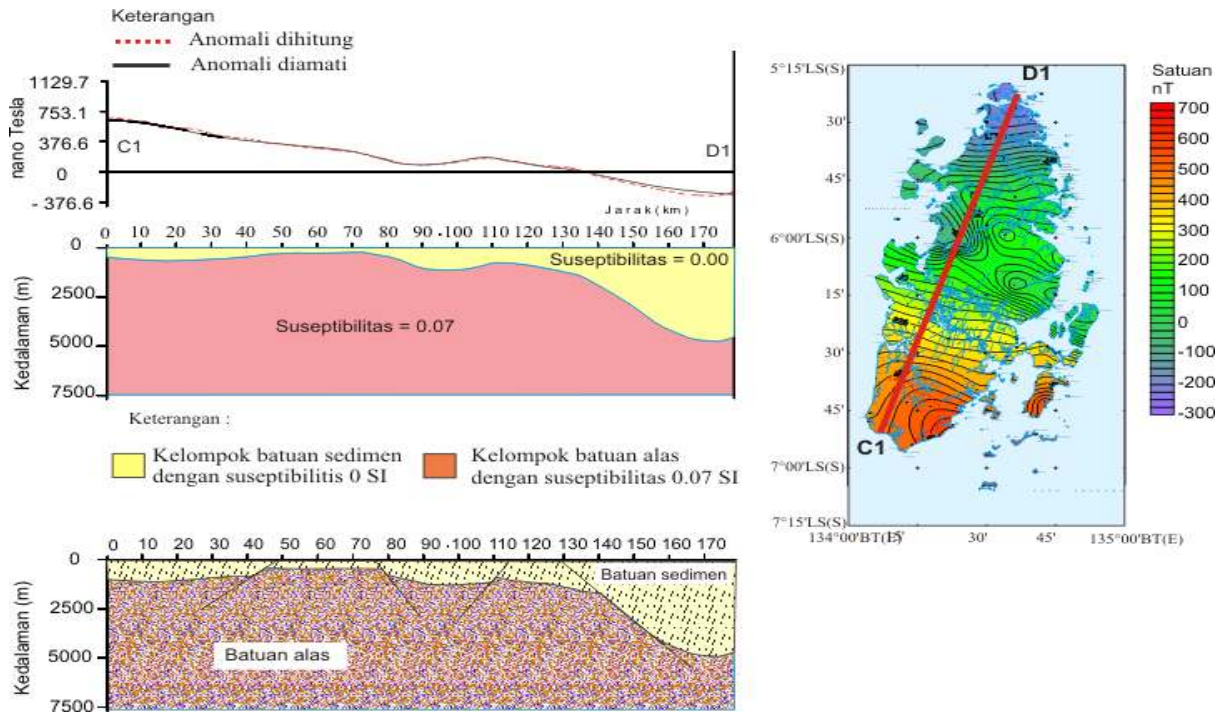 Keterangan
Anomali dihitung
Anomali diamati
nano Tesla
1129.7
753.1
376.6
0
- 376.6
C1
D1
Jarak (km)
0 10 20 30 40 50 60 70 80 90 100 110 120 130 140 150 160 170
Kedalaman (m)
0
2500
5000
7500
Suseptibilitas = 0.00
Suseptibilitas = 0.07
Keterangan :
Kelompok batuan sedimen
dengan suseptibilitis 0 SI
Kelompok batuan alas
dengan suseptibilitas 0.07 SI
0 10 20 30 40 50 60 70 80 90 100 110 120 130 140 150 160 170
Kedalaman (m)
0
2500
5000
7500
Batuan sedimen
Batuan alas
5°15'LS(S)
30'
45'
6°00'LS(S)
15'
30'
45'
7°00'LS(S)
7°15'LS(S)
134°00'BT(E)
30'
45'
135°00'BT(E)
D1
C1
Satuan
nT
700
600
500
400
300
200
100
0
-100
-200
-300